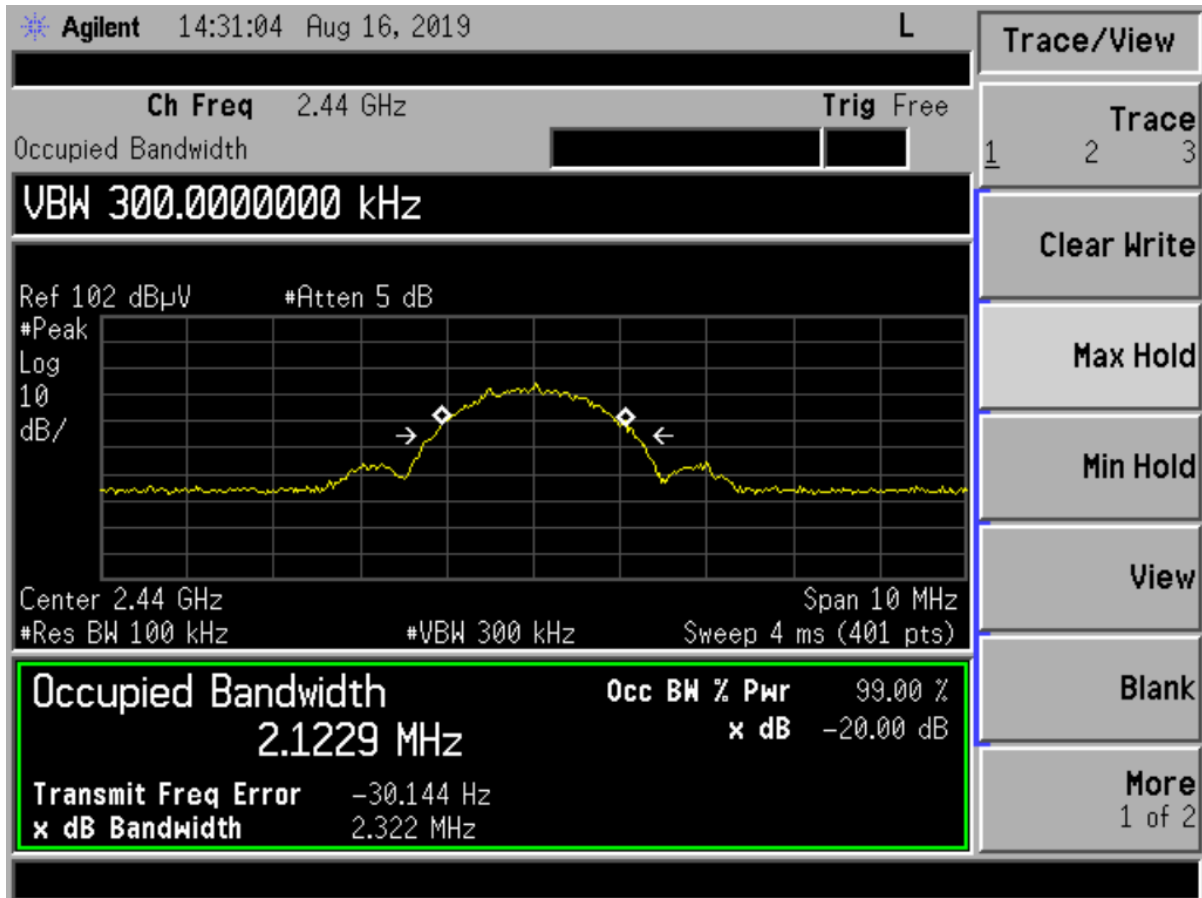 Agilent 14:31:04 Aug 16, 2019 L
Trace/View
Ch Freq 2.44 GHz Trig Free
Occupied Bandwidth
Trace
1 2 3
VBW 300.0000000 kHz
Clear Write
Ref 102 dBµV #Atten 5 dB
#Peak
Log
10
dB/
Max Hold
Min Hold
View
Center 2.44 GHz Span 10 MHz
#Res BW 100 kHz #VBW 300 kHz Sweep 4 ms (401 pts)
Occupied Bandwidth Occ BW % Pwr 99.00 %
2.1229 MHz x dB -20.00 dB
Blank
Transmit Freq Error -30.144 Hz
x dB Bandwidth 2.322 MHz
More
1 of 2